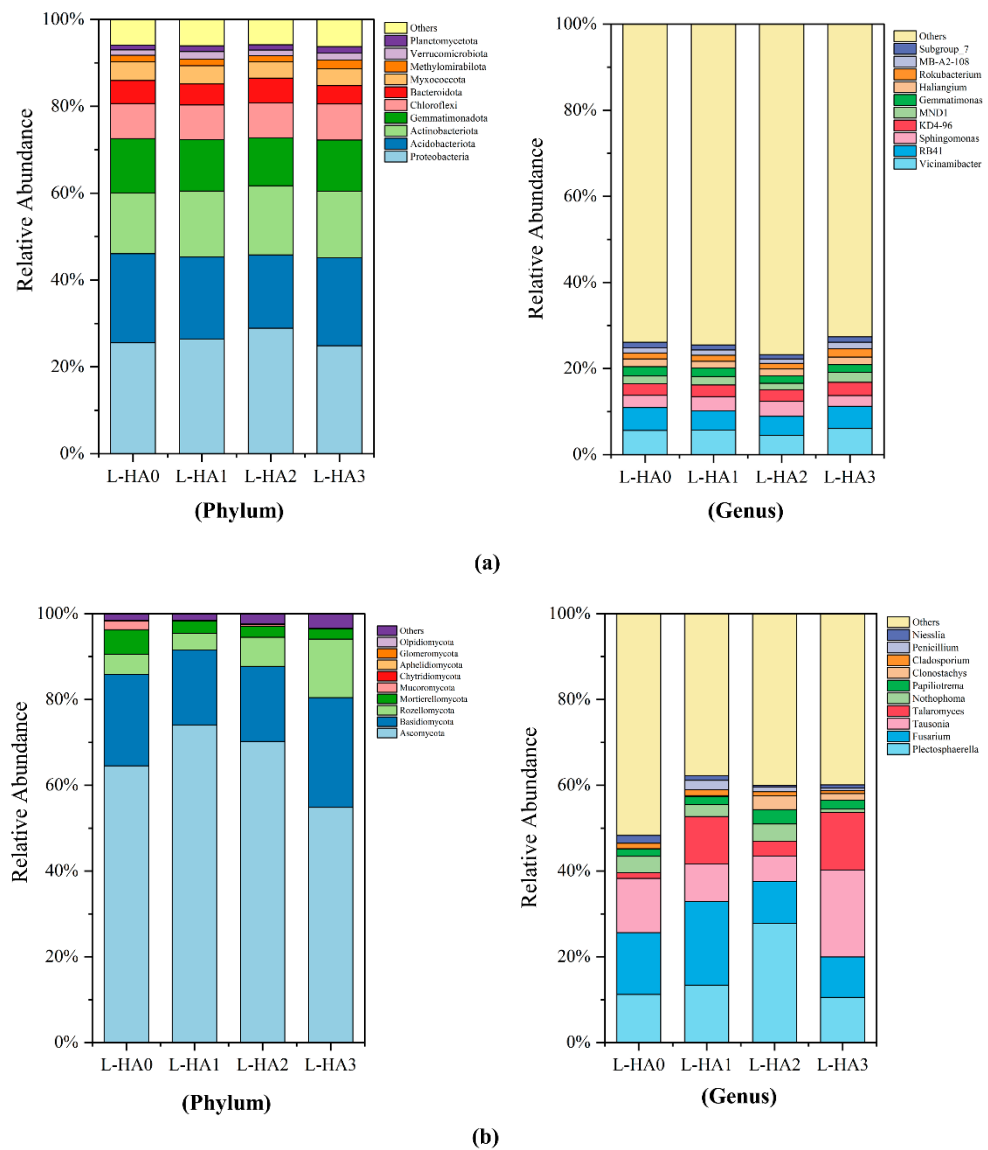 100%
80%
60%
40%
20%
0%
Relative Abundance
L-HA0 L-HA1 L-HA2 L-HA3
(Phylum)
Others
Planctomycetota
Verrucomicrobiota
Methylomirabilota
Myxococcota
Bacteroidota
Chloroflexi
Gemmatimonadota
Actinobacteriota
Acidobacteriota
Proteobacteria
100%
80%
60%
40%
20%
0%
Relative Abundance
L-HA0 L-HA1 L-HA2 L-HA3
(Genus)
Others
Subgroup_7
MB-A2-108
Rokubacterium
Haliangium
Gemmatimonas
MND1
KD4-96
Sphingomonas
RB41
Vicinamibacter
(a)
100%
80%
60%
40%
20%
0%
Relative Abundance
L-HA0 L-HA1 L-HA2 L-HA3
(Phylum)
Others
Olpidiomycota
Glomeromycota
Aphelidiomycota
Chytridiomycota
Mucoromycota
Mortierellomycota
Rozellomycota
Basidiomycota
Ascomycota
100%
80%
60%
40%
20%
0%
Relative Abundance
L-HA0 L-HA1 L-HA2 L-HA3
(Genus)
Others
Niesslia
Penicillium
Cladosporium
Clonostachys
Papiliotrema
Nothophoma
Talaromyces
Tausonia
Fusarium
Plectosphaerella
(b)